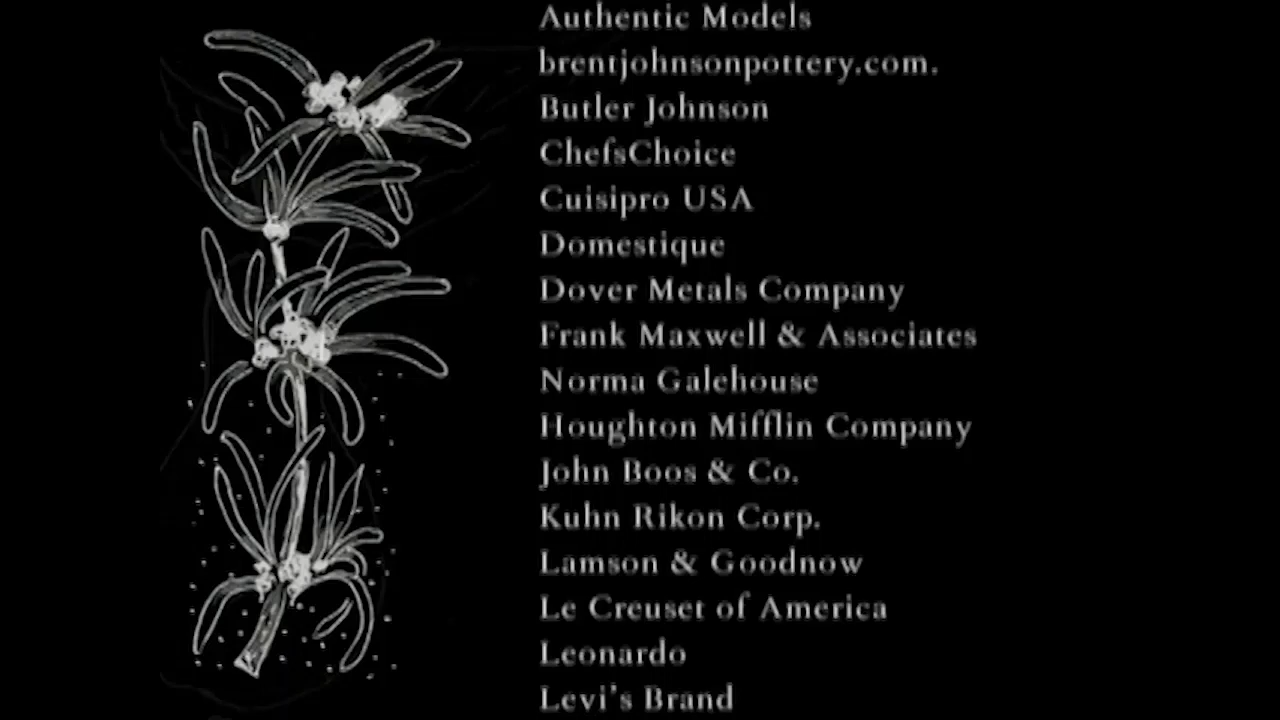 Authentic Models
brentjohnsonpottery.com.
Butler Johnson
ChefsChoice
Cuisipro USA
Domestique
Dover Metals Company
Frank Maxwell & Associates
Norma Galehouse
Houghton Mifflin Company
John Boos & Co.
Kuhn Rikon Corp.
Lamson & Goodnow
Le Creuset of America
Leonardo
Levi's Brand